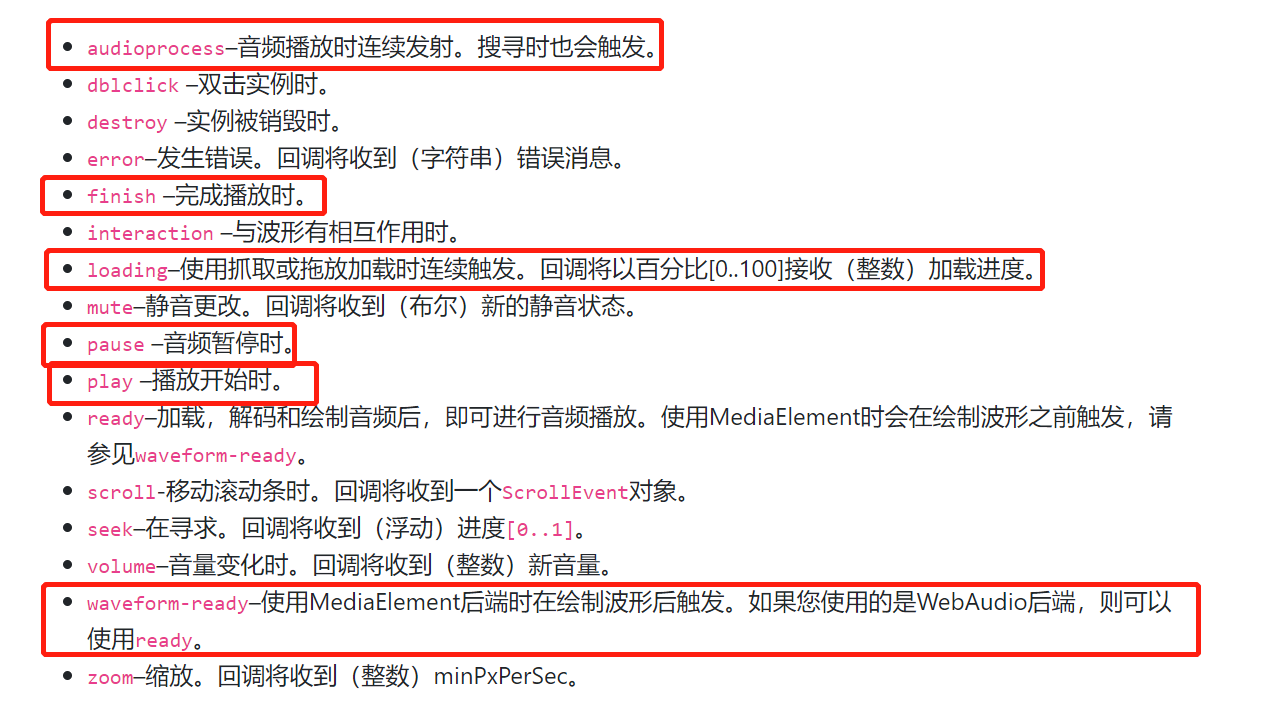 • audioprocess–音频播放时连续发射。搜寻时也会触发。
• dblclick –双击实例时。
• destroy –实例被销毁时。
• error–发生错误。回调将收到（字符串）错误消息。
• finish –完成播放时。
• interaction –与波形有相互作用时。
• loading–使用抓取或拖放加载时连续触发。回调将以百分比[0..100]接收（整数）加载进度。
• mute–静音更改。回调将收到（布尔）新的静音状态。
• pause –音频暂停时。
• play –播放开始时。
• ready–加载，解码和绘制音频后，即可进行音频播放。使用MediaElement时会在绘制波形之前触发，请
参见waveform-ready。
• scroll-移动滚动条时。回调将收到一个ScrollEvent对象。
• seek–在寻求。回调将收到（浮动）进度[0..1]。
• volume–音量变化时。回调将收到（整数）新音量。
• waveform-ready–使用MediaElement后端时在绘制波形后触发。如果您使用的是WebAudio后端，则可以
使用ready。
• zoom–缩放。回调将收到（整数）minPxPerSec。